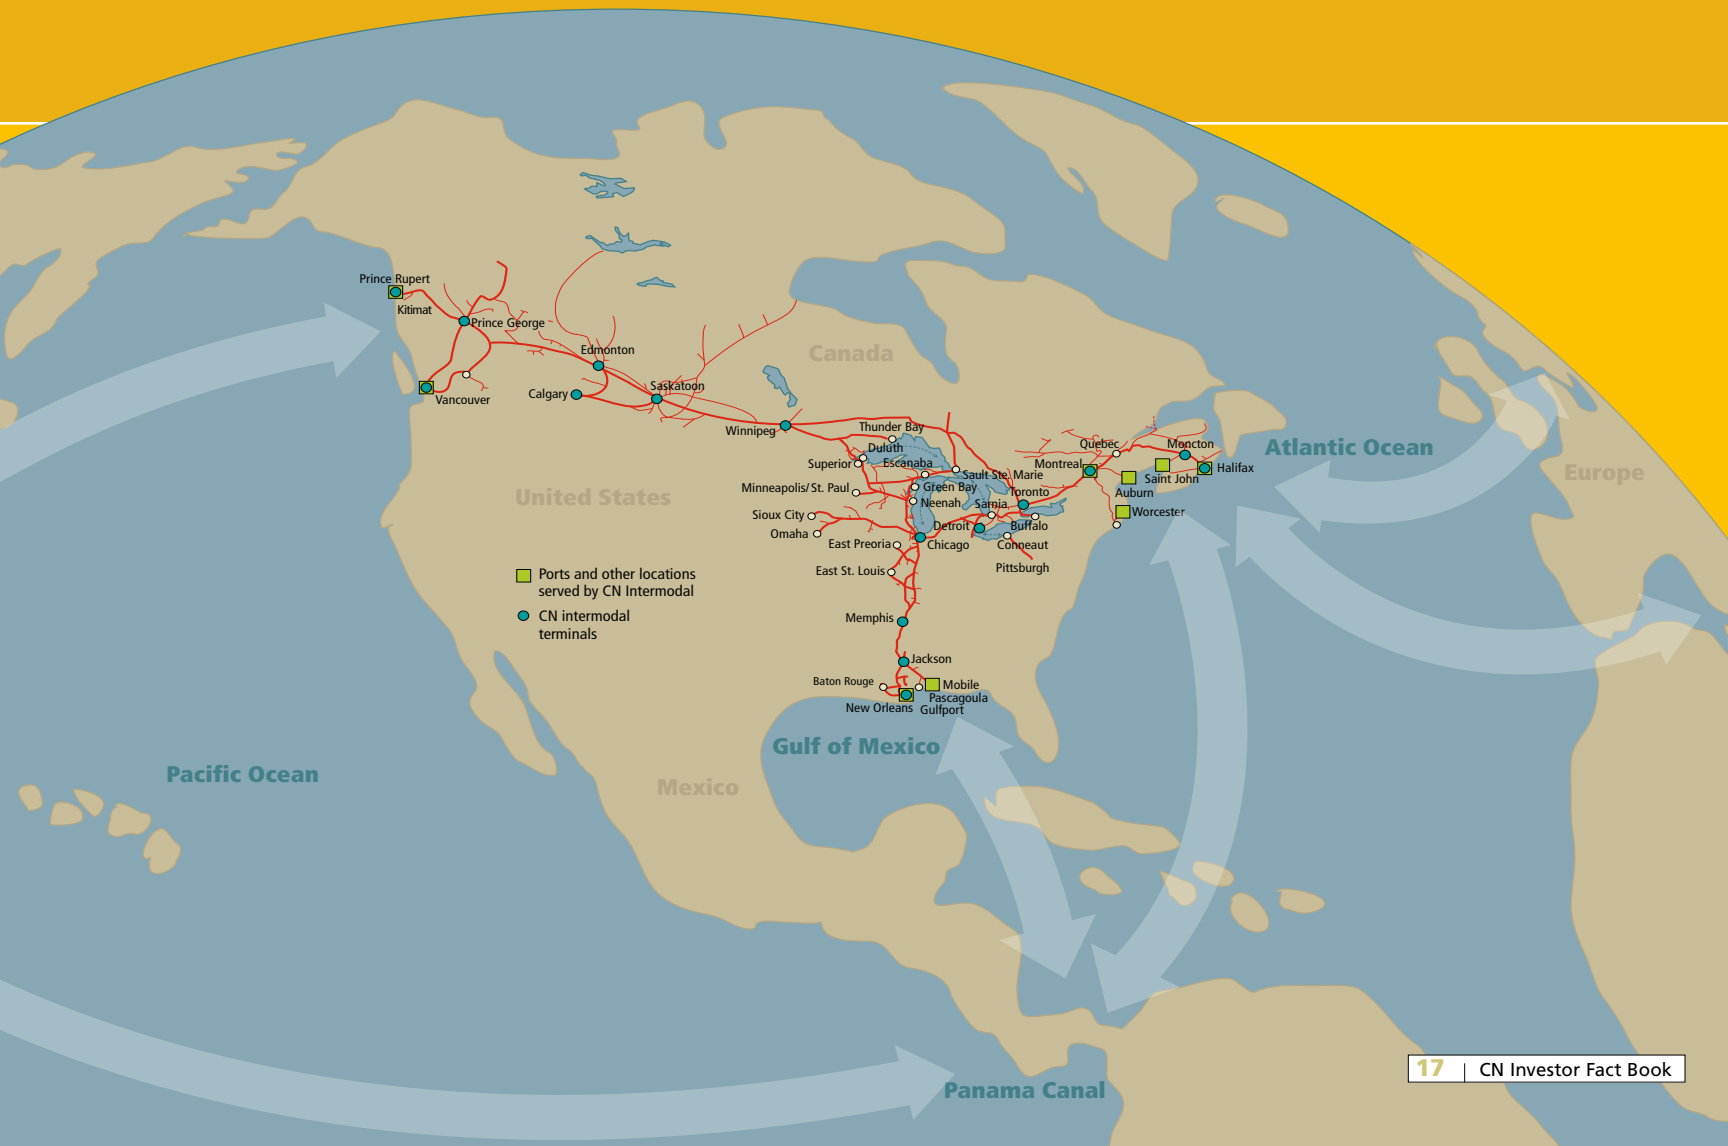 Prince Rupert
Kitimat
Prince George
Edmonton
Canada
Saskatoon
Calgary
Vancouver
Winnipeg
Thunder Bay
Duluth
Superior
Escanaba
Sault Ste. Marie
Minneapolis/St. Paul
Green Bay
Neenah
Sioux City
Omaha
East Preoria
Chicago
Detroit
Sarnia
Toronto
Buffalo
Conneaut
Pittsburgh
East St. Louis
Quebec
Moncton
Montreal
Halifax
Saint John
Auburn
Worcester
Atlantic Ocean
Europe
United States
Ports and other locations
served by CN Intermodal
CN intermodal
terminals
Memphis
Jackson
Baton Rouge
Mobile
Pascagoula
New Orleans
Gulfport
Gulf of Mexico
Pacific Ocean
Mexico
Panama Canal
17 | CN Investor Fact Book